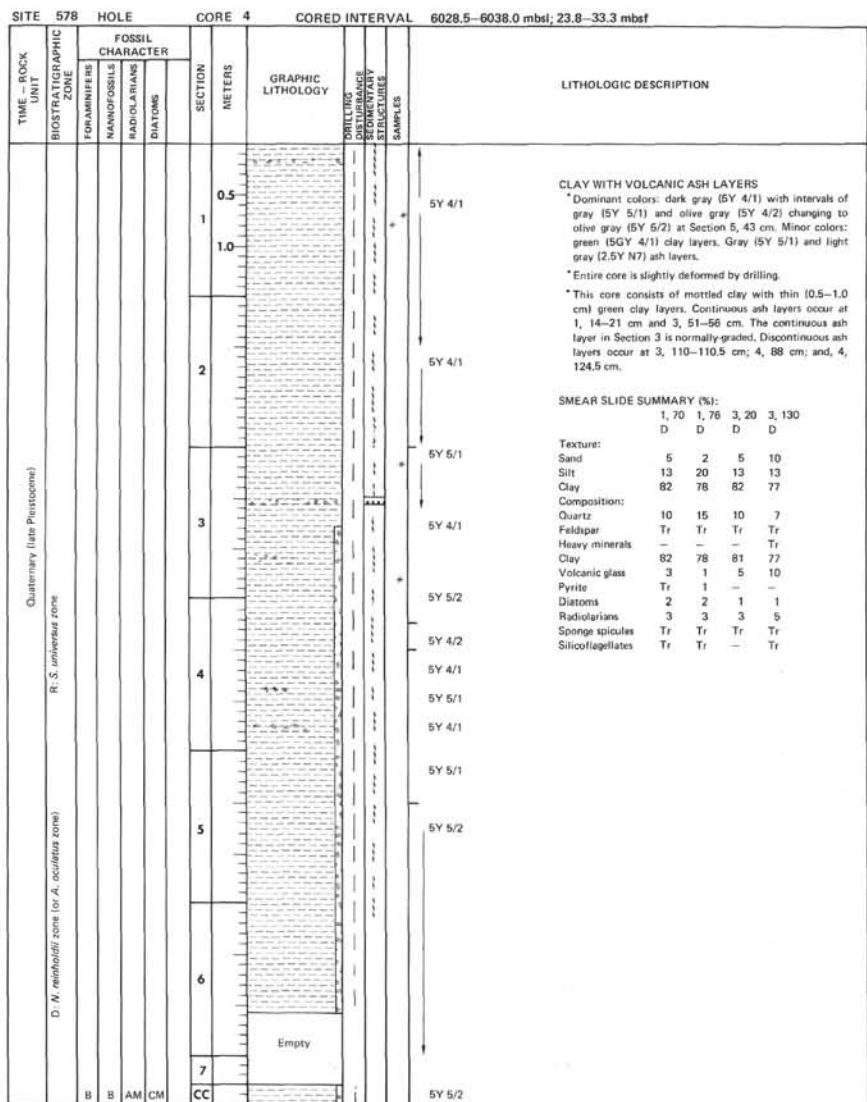 SITE 578 HOLE CORE 4 CORED INTERVAL 6028.5–6038.0 mbsl; 23.8–33.3 mbsf
TIME – ROCK UNIT
BIOSTRATIGRAPHIC ZONE
FOSSIL CHARACTER
FORAMINIFERS
NANNOFOSSILS
RADIOLARIANS
DIATOMS
SECTION
METERS
GRAPHIC LITHOLOGY
DRILLING DISTURBANCE
SEDIMENTARY STRUCTURES
SAMPLES
LITHOLOGIC DESCRIPTION
Quaternary (late Pleistocene)
R: S. universus zone
D: N. reinholdii zone (or A. oculatus zone)
B B AM CM
1
0.5
1.0
2
3
4
5
6
7
CC
Empty
5Y 4/1
5Y 4/1
5Y 5/1
5Y 4/1
5Y 5/2
5Y 4/2
5Y 4/1
5Y 5/1
5Y 4/1
5Y 5/1
5Y 5/2
5Y 5/2
CLAY WITH VOLCANIC ASH LAYERS
*Dominant colors: dark gray (5Y 4/1) with intervals of
gray (5Y 5/1) and olive gray (5Y 4/2) changing to
olive gray (5Y 5/2) at Section 5, 43 cm. Minor colors:
green (5GY 4/1) clay layers. Gray (5Y 5/1) and light
gray (2.5Y N7) ash layers.
*Entire core is slightly deformed by drilling.
*This core consists of mottled clay with thin (0.5–1.0
cm) green clay layers. Continuous ash layers occur at
1, 14–21 cm and 3, 51–56 cm. The continuous ash
layer in Section 3 is normally-graded. Discontinuous ash
layers occur at 3, 110–110.5 cm; 4, 88 cm; and, 4,
124.5 cm.
SMEAR SLIDE SUMMARY (%):
1, 70 1, 76 3, 20 3, 130
D D D D
Texture:
Sand 5 2 5 10
Silt 13 20 13 13
Clay 82 78 82 77
Composition:
Quartz 10 15 10 7
Feldspar Tr Tr Tr Tr
Heavy minerals – – – Tr
Clay 82 78 81 77
Volcanic glass 3 1 5 10
Pyrite Tr 1 – –
Diatoms 2 2 1 1
Radiolarians 3 3 3 5
Sponge spicules Tr Tr Tr Tr
Silicoflagellates Tr Tr – Tr